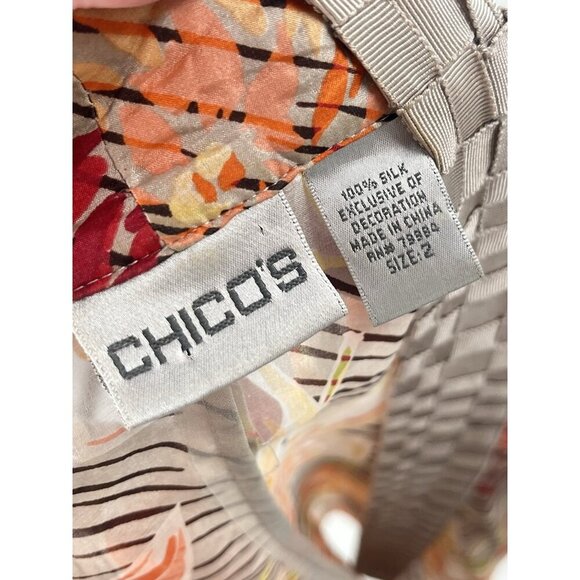 CHICO'S
100% SILK
EXCLUSIVE OF
DECORATION
MADE IN CHINA
RN# 79984
SIZE: 2